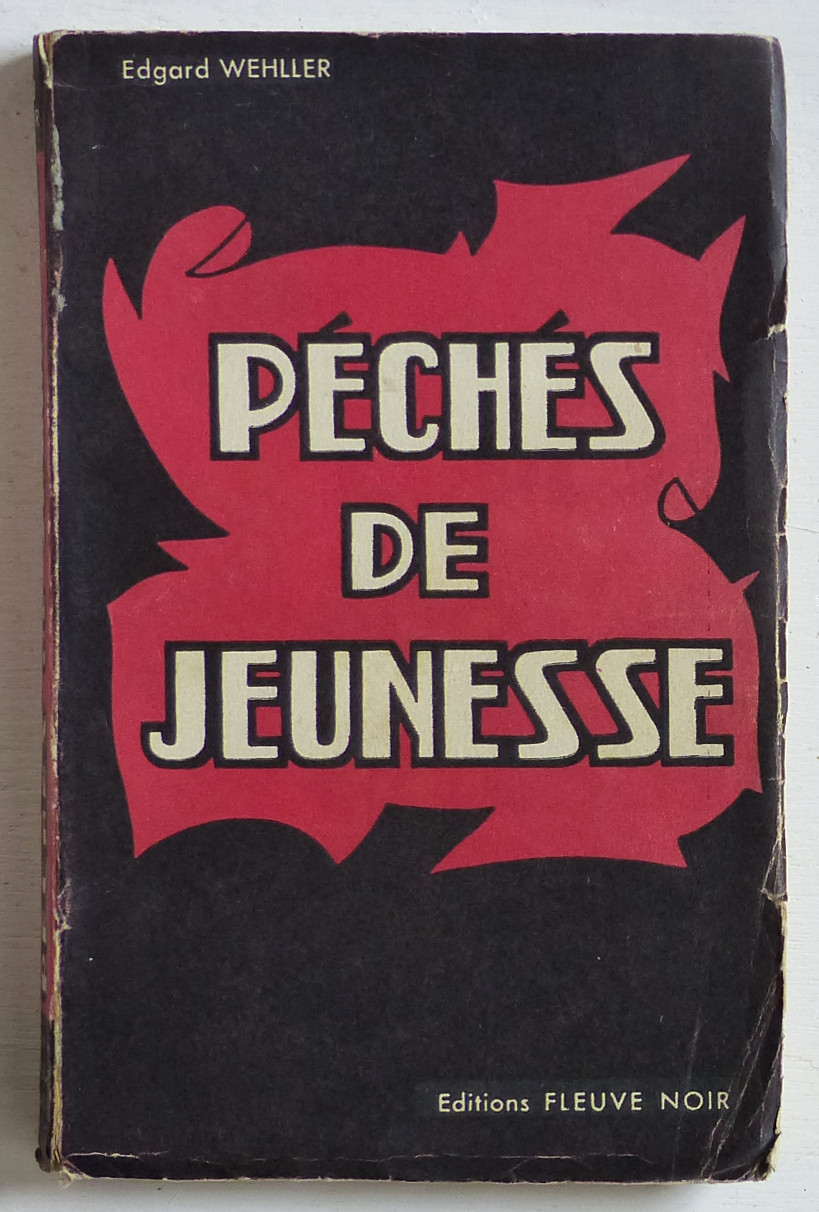 Edgard WEHLLER
PÉCHÉS
DE
JEUNESSE
Editions FLEUVE NOIR